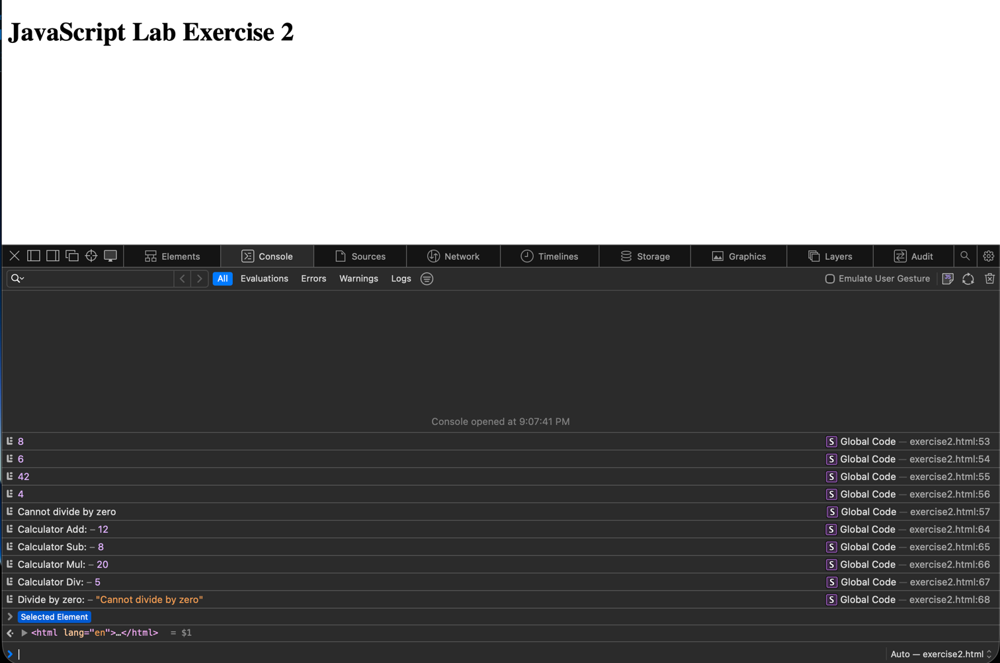 JavaScript Lab Exercise 2
Elements Console Sources Network Timelines Storage Graphics Layers Audit
All Evaluations Errors Warnings Logs Emulate User Gesture JS
Console opened at 9:07:41 PM
8 S Global Code — exercise2.html:53
6 S Global Code — exercise2.html:54
42 S Global Code — exercise2.html:55
4 S Global Code — exercise2.html:56
Cannot divide by zero S Global Code — exercise2.html:57
Calculator Add: – 12 S Global Code — exercise2.html:64
Calculator Sub: – 8 S Global Code — exercise2.html:65
Calculator Mul: – 20 S Global Code — exercise2.html:66
Calculator Div: – 5 S Global Code — exercise2.html:67
Divide by zero: – "Cannot divide by zero" S Global Code — exercise2.html:68
Selected Element
<html lang="en">…</html> = $1
Auto — exercise2.html